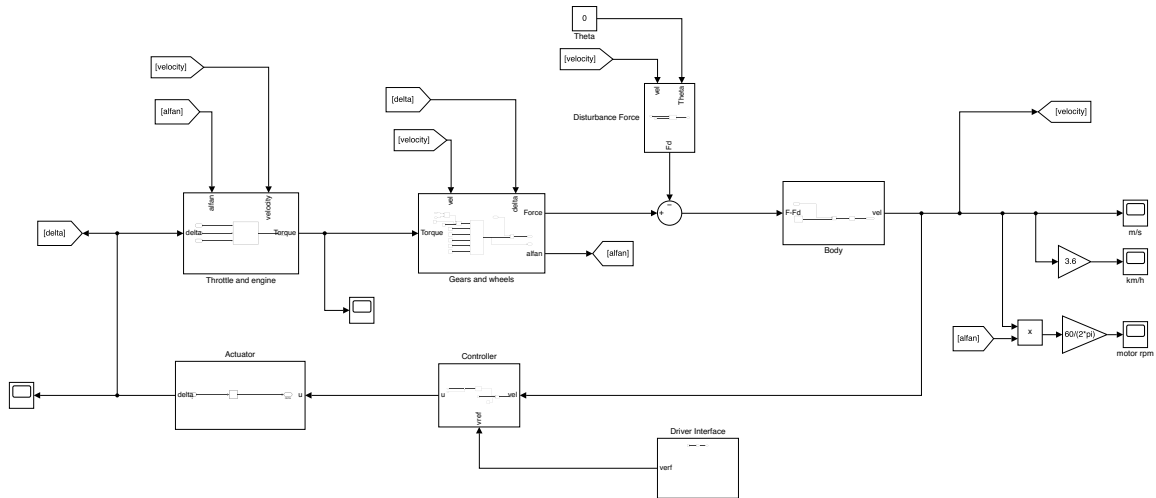 0
Theta
[velocity]
[velocity]
[alfan]
[delta]
[velocity]
vel
Theta
Disturbance Force
Fd
[velocity]
alfan
velocity
delta
Torque
Throttle and engine
[delta]
vel
delta
Torque
Force
alfan
Gears and wheels
[alfan]
−
+
F-Fd
vel
Body
m/s
3.6
km/h
[alfan]
x
60/(2*pi)
motor rpm
Actuator
delta
u
Controller
u
vel
vref
Driver Interface
verf